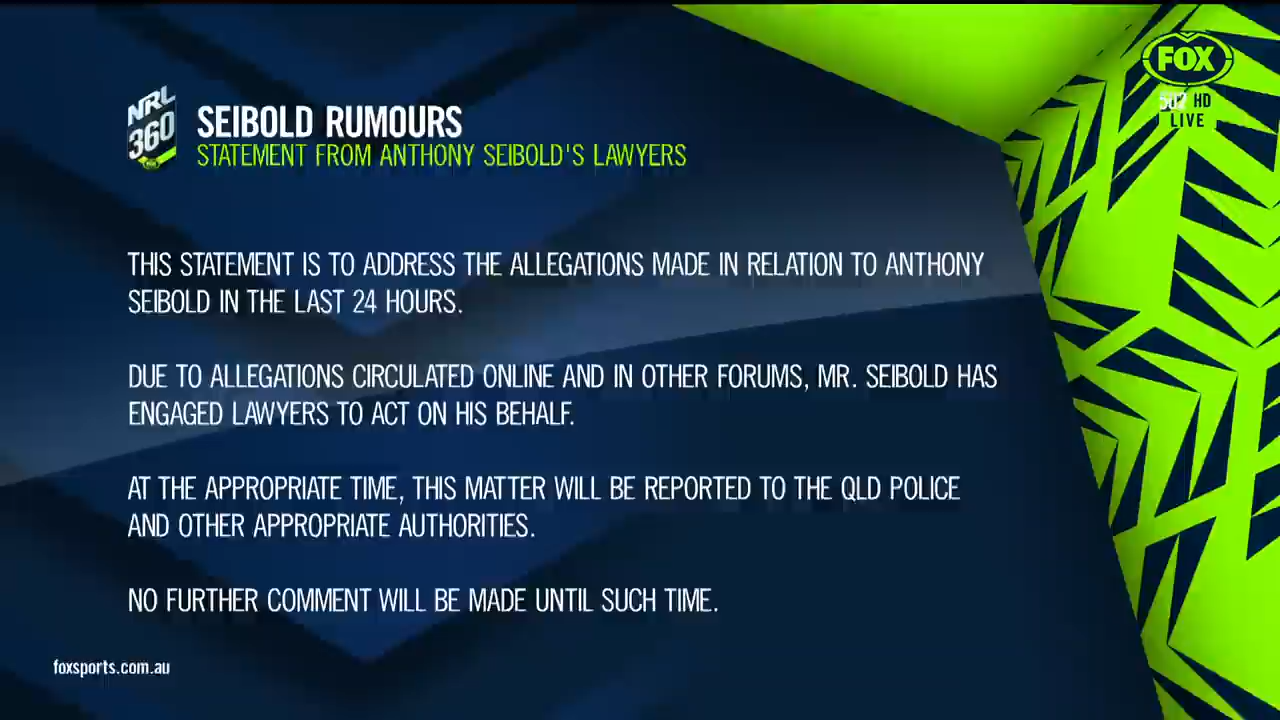 FOX
502 HD
LIVE
NRL
360
SEIBOLD RUMOURS
STATEMENT FROM ANTHONY SEIBOLD'S LAWYERS
THIS STATEMENT IS TO ADDRESS THE ALLEGATIONS MADE IN RELATION TO ANTHONY
SEIBOLD IN THE LAST 24 HOURS.
DUE TO ALLEGATIONS CIRCULATED ONLINE AND IN OTHER FORUMS, MR. SEIBOLD HAS
ENGAGED LAWYERS TO ACT ON HIS BEHALF.
AT THE APPROPRIATE TIME, THIS MATTER WILL BE REPORTED TO THE QLD POLICE
AND OTHER APPROPRIATE AUTHORITIES.
NO FURTHER COMMENT WILL BE MADE UNTIL SUCH TIME.
foxsports.com.au